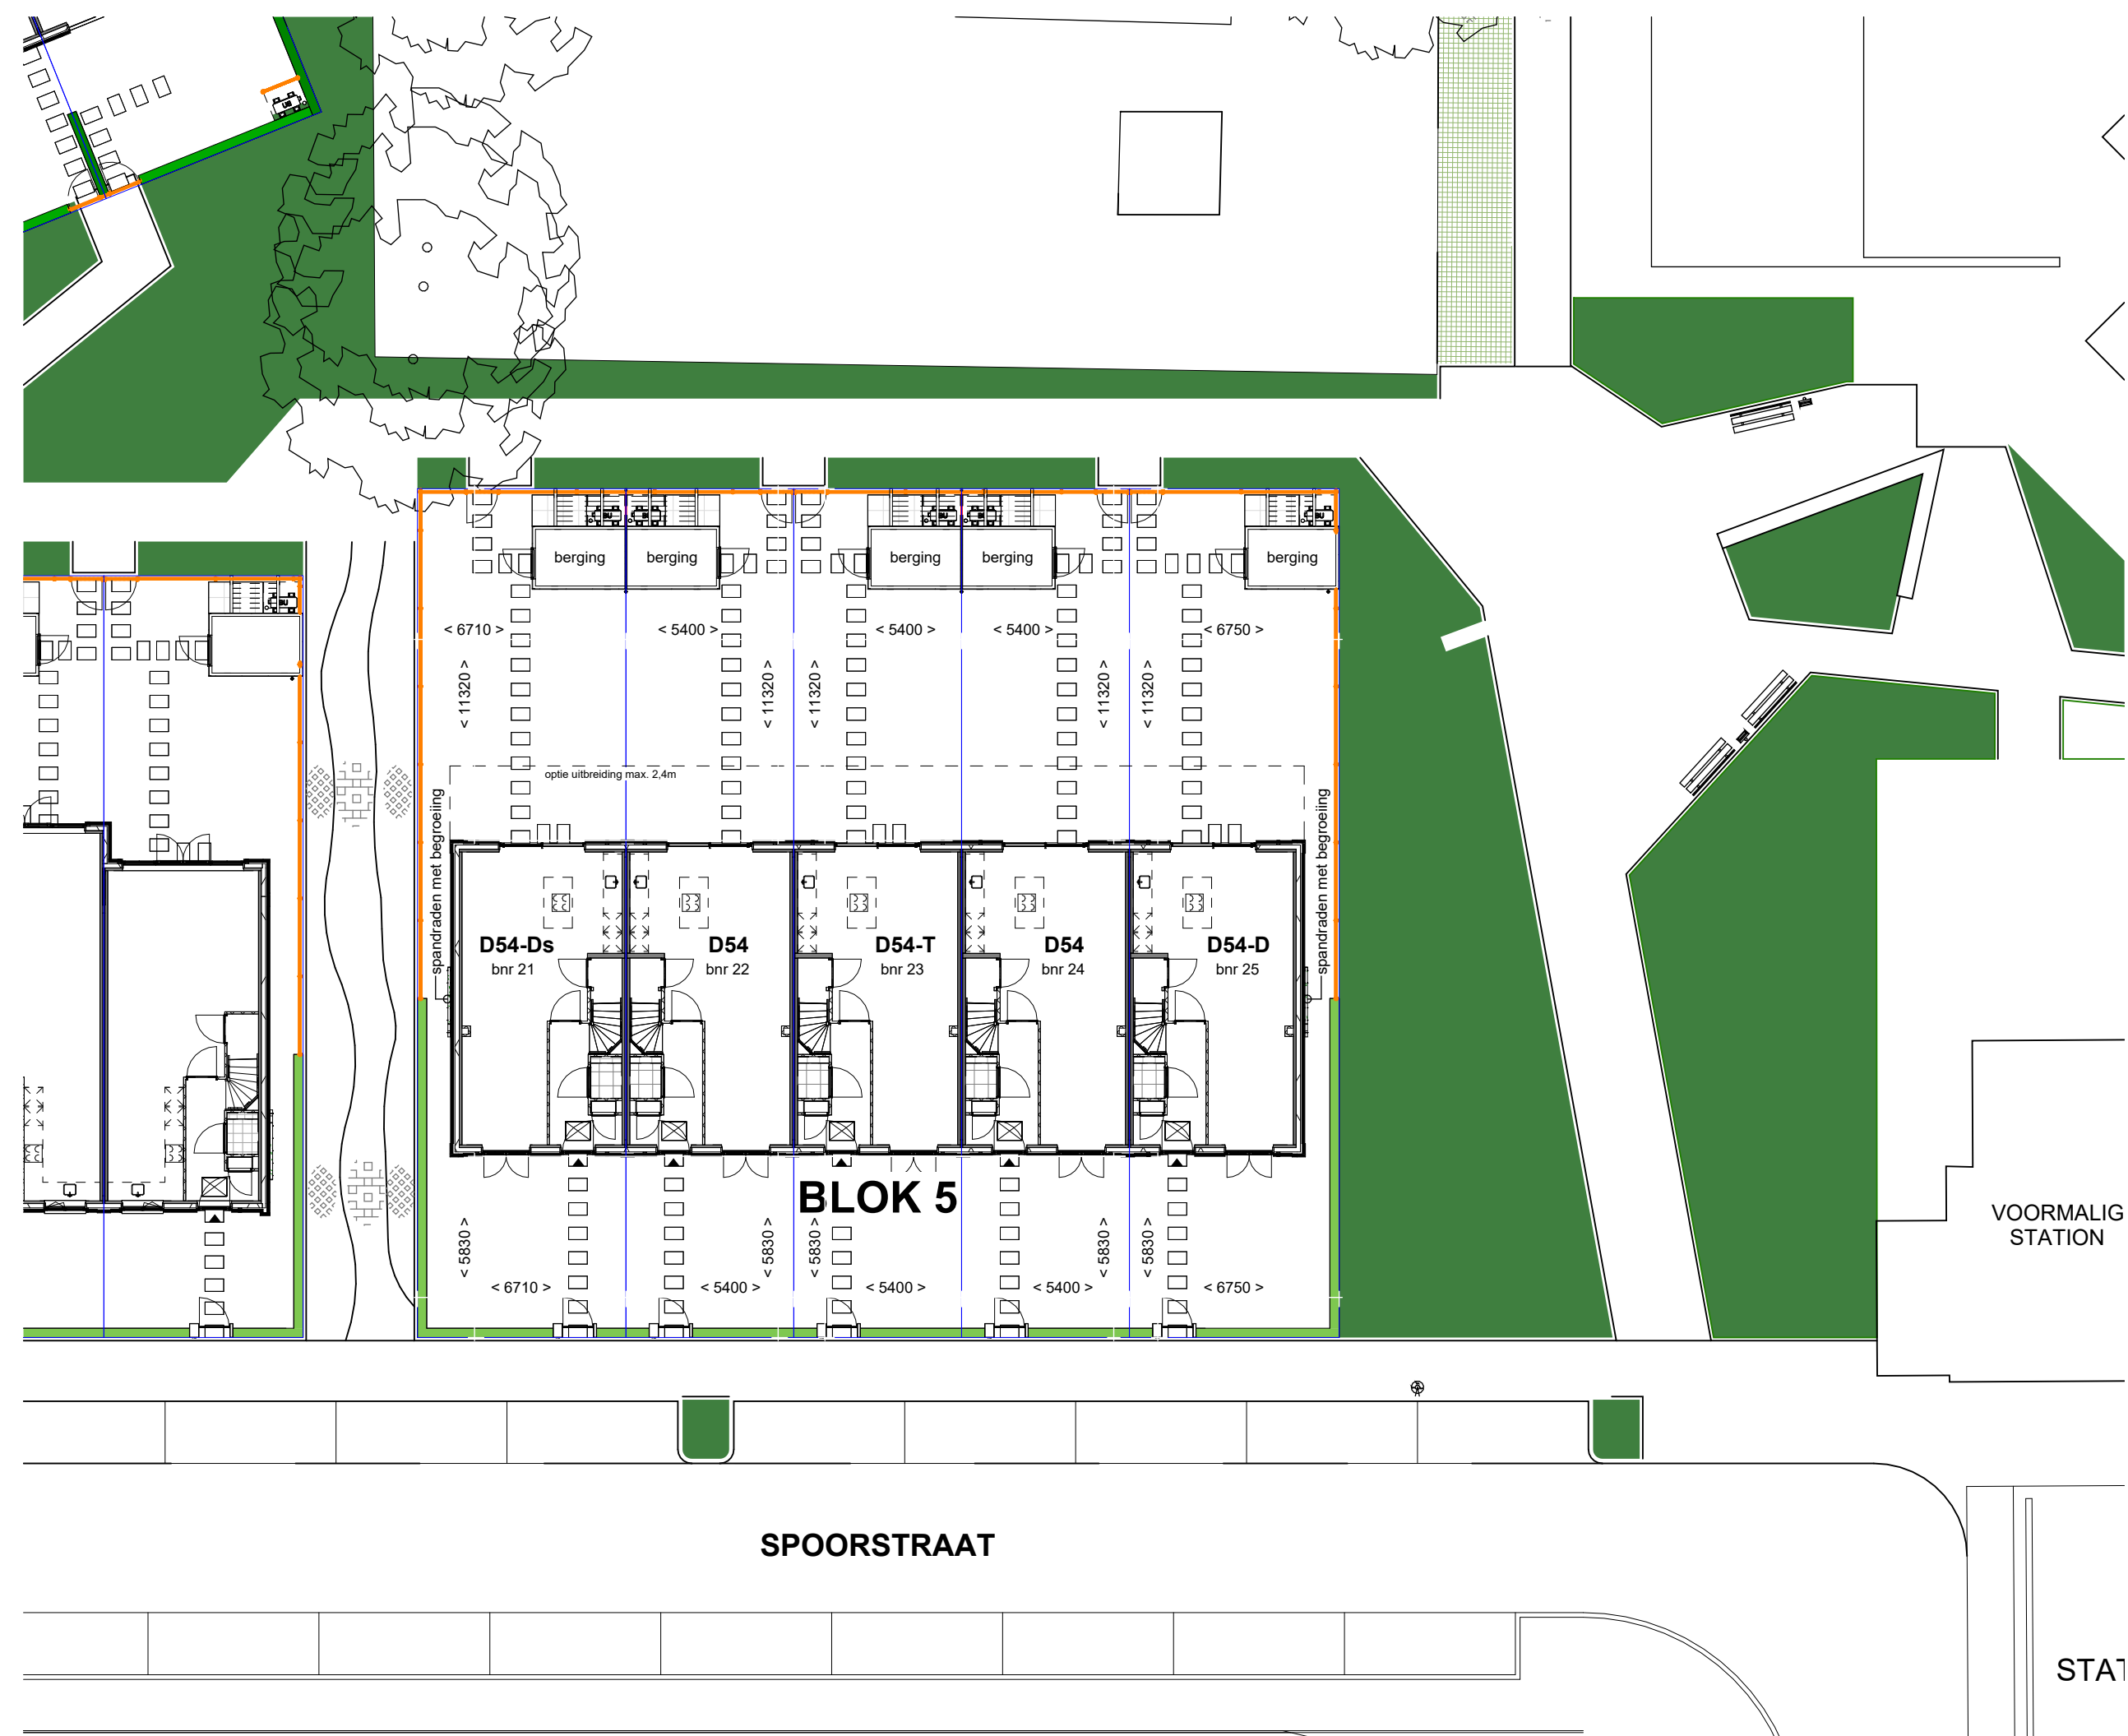 berging
berging
berging
berging
berging
< 6710 >
< 5400 >
< 5400 >
< 5400 >
< 6750 >
< 11320 >
< 11320 >
< 11320 >
< 11320 >
< 11320 >
optie uitbreiding max. 2,4m
spandraden met begroeiing
spandraden met begroeiing
D54-Ds
bnr 21
D54
bnr 22
D54-T
bnr 23
D54
bnr 24
D54-D
bnr 25
BLOK 5
< 5830 >
< 5830 >
< 5830 >
< 5830 >
< 5830 >
< 6710 >
< 5400 >
< 5400 >
< 5400 >
< 6750 >
VOORMALIG
STATION
SPOORSTRAAT
STAT